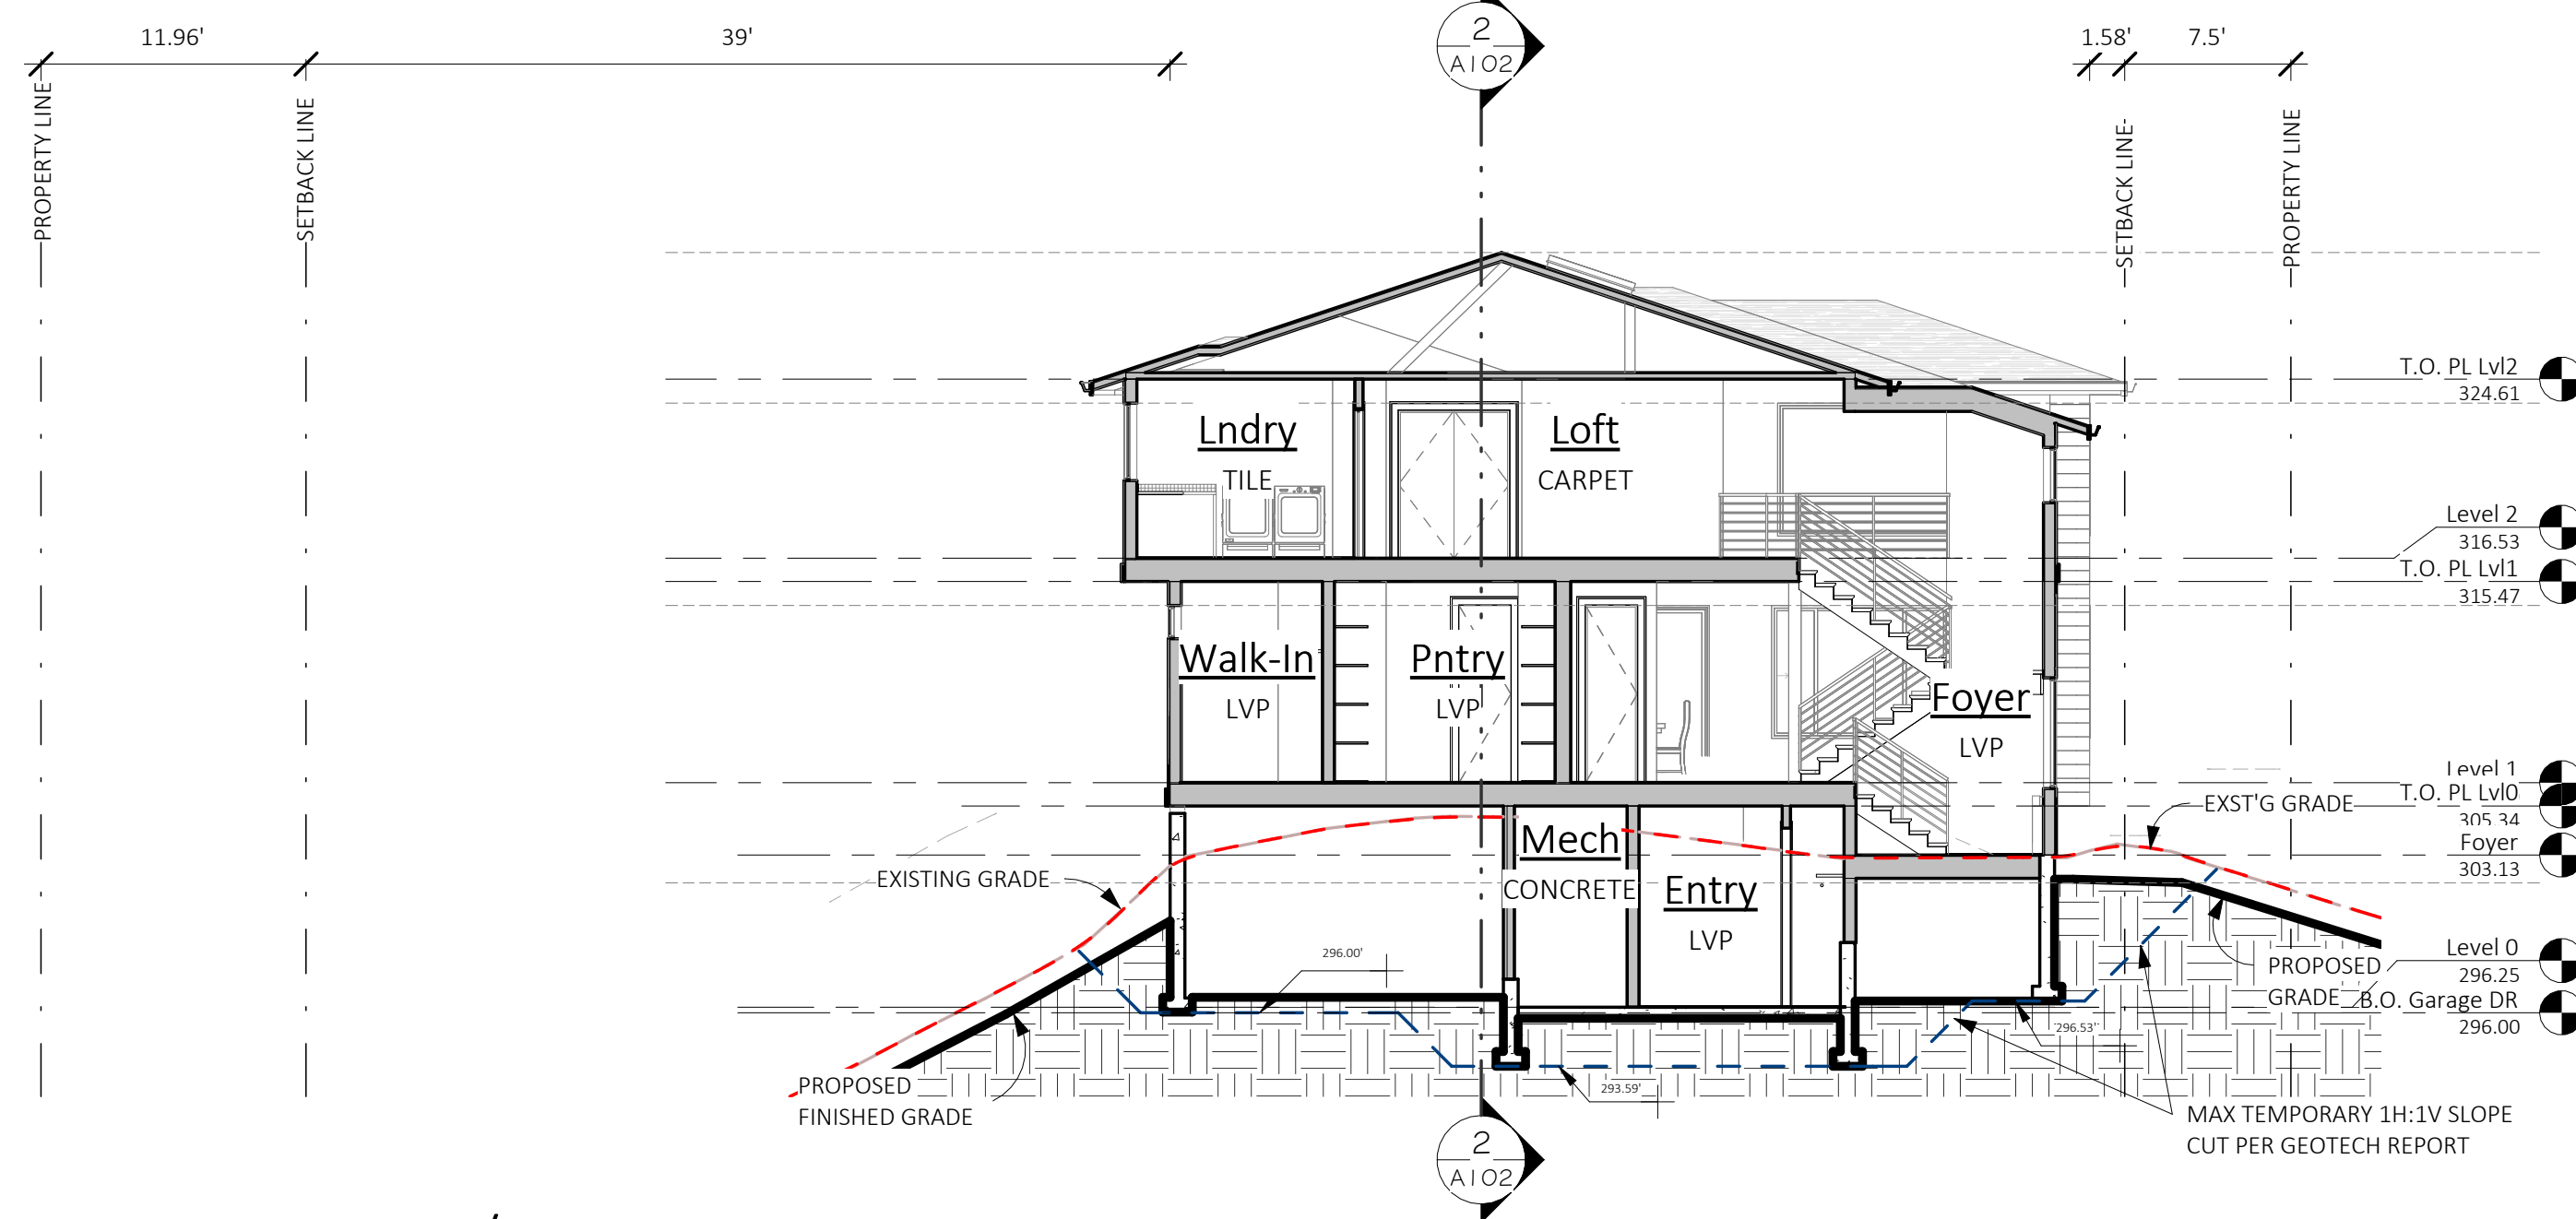 11.96'
39'
2
A102
1.58'
7.5'
PROPERTY LINE
SETBACK LINE
SETBACK LINE
PROPERTY LINE
T.O. PL Lvl2
324.61
Lndry
TILE
Loft
CARPET
Level 2
316.53
T.O. PL Lvl1
315.47
Walk-In
LVP
Pntry
LVP
Foyer
LVP
Level 1
T.O. PL Lvl0
305.34
EXST'G GRADE
Foyer
303.13
Mech
CONCRETE
EXISTING GRADE
Entry
LVP
296.00'
Level 0
296.25
PROPOSED
GRADE
B.O. Garage DR
296.00
296.53'
293.59'
PROPOSED
FINISHED GRADE
MAX TEMPORARY 1H:1V SLOPE
CUT PER GEOTECH REPORT
2
A102